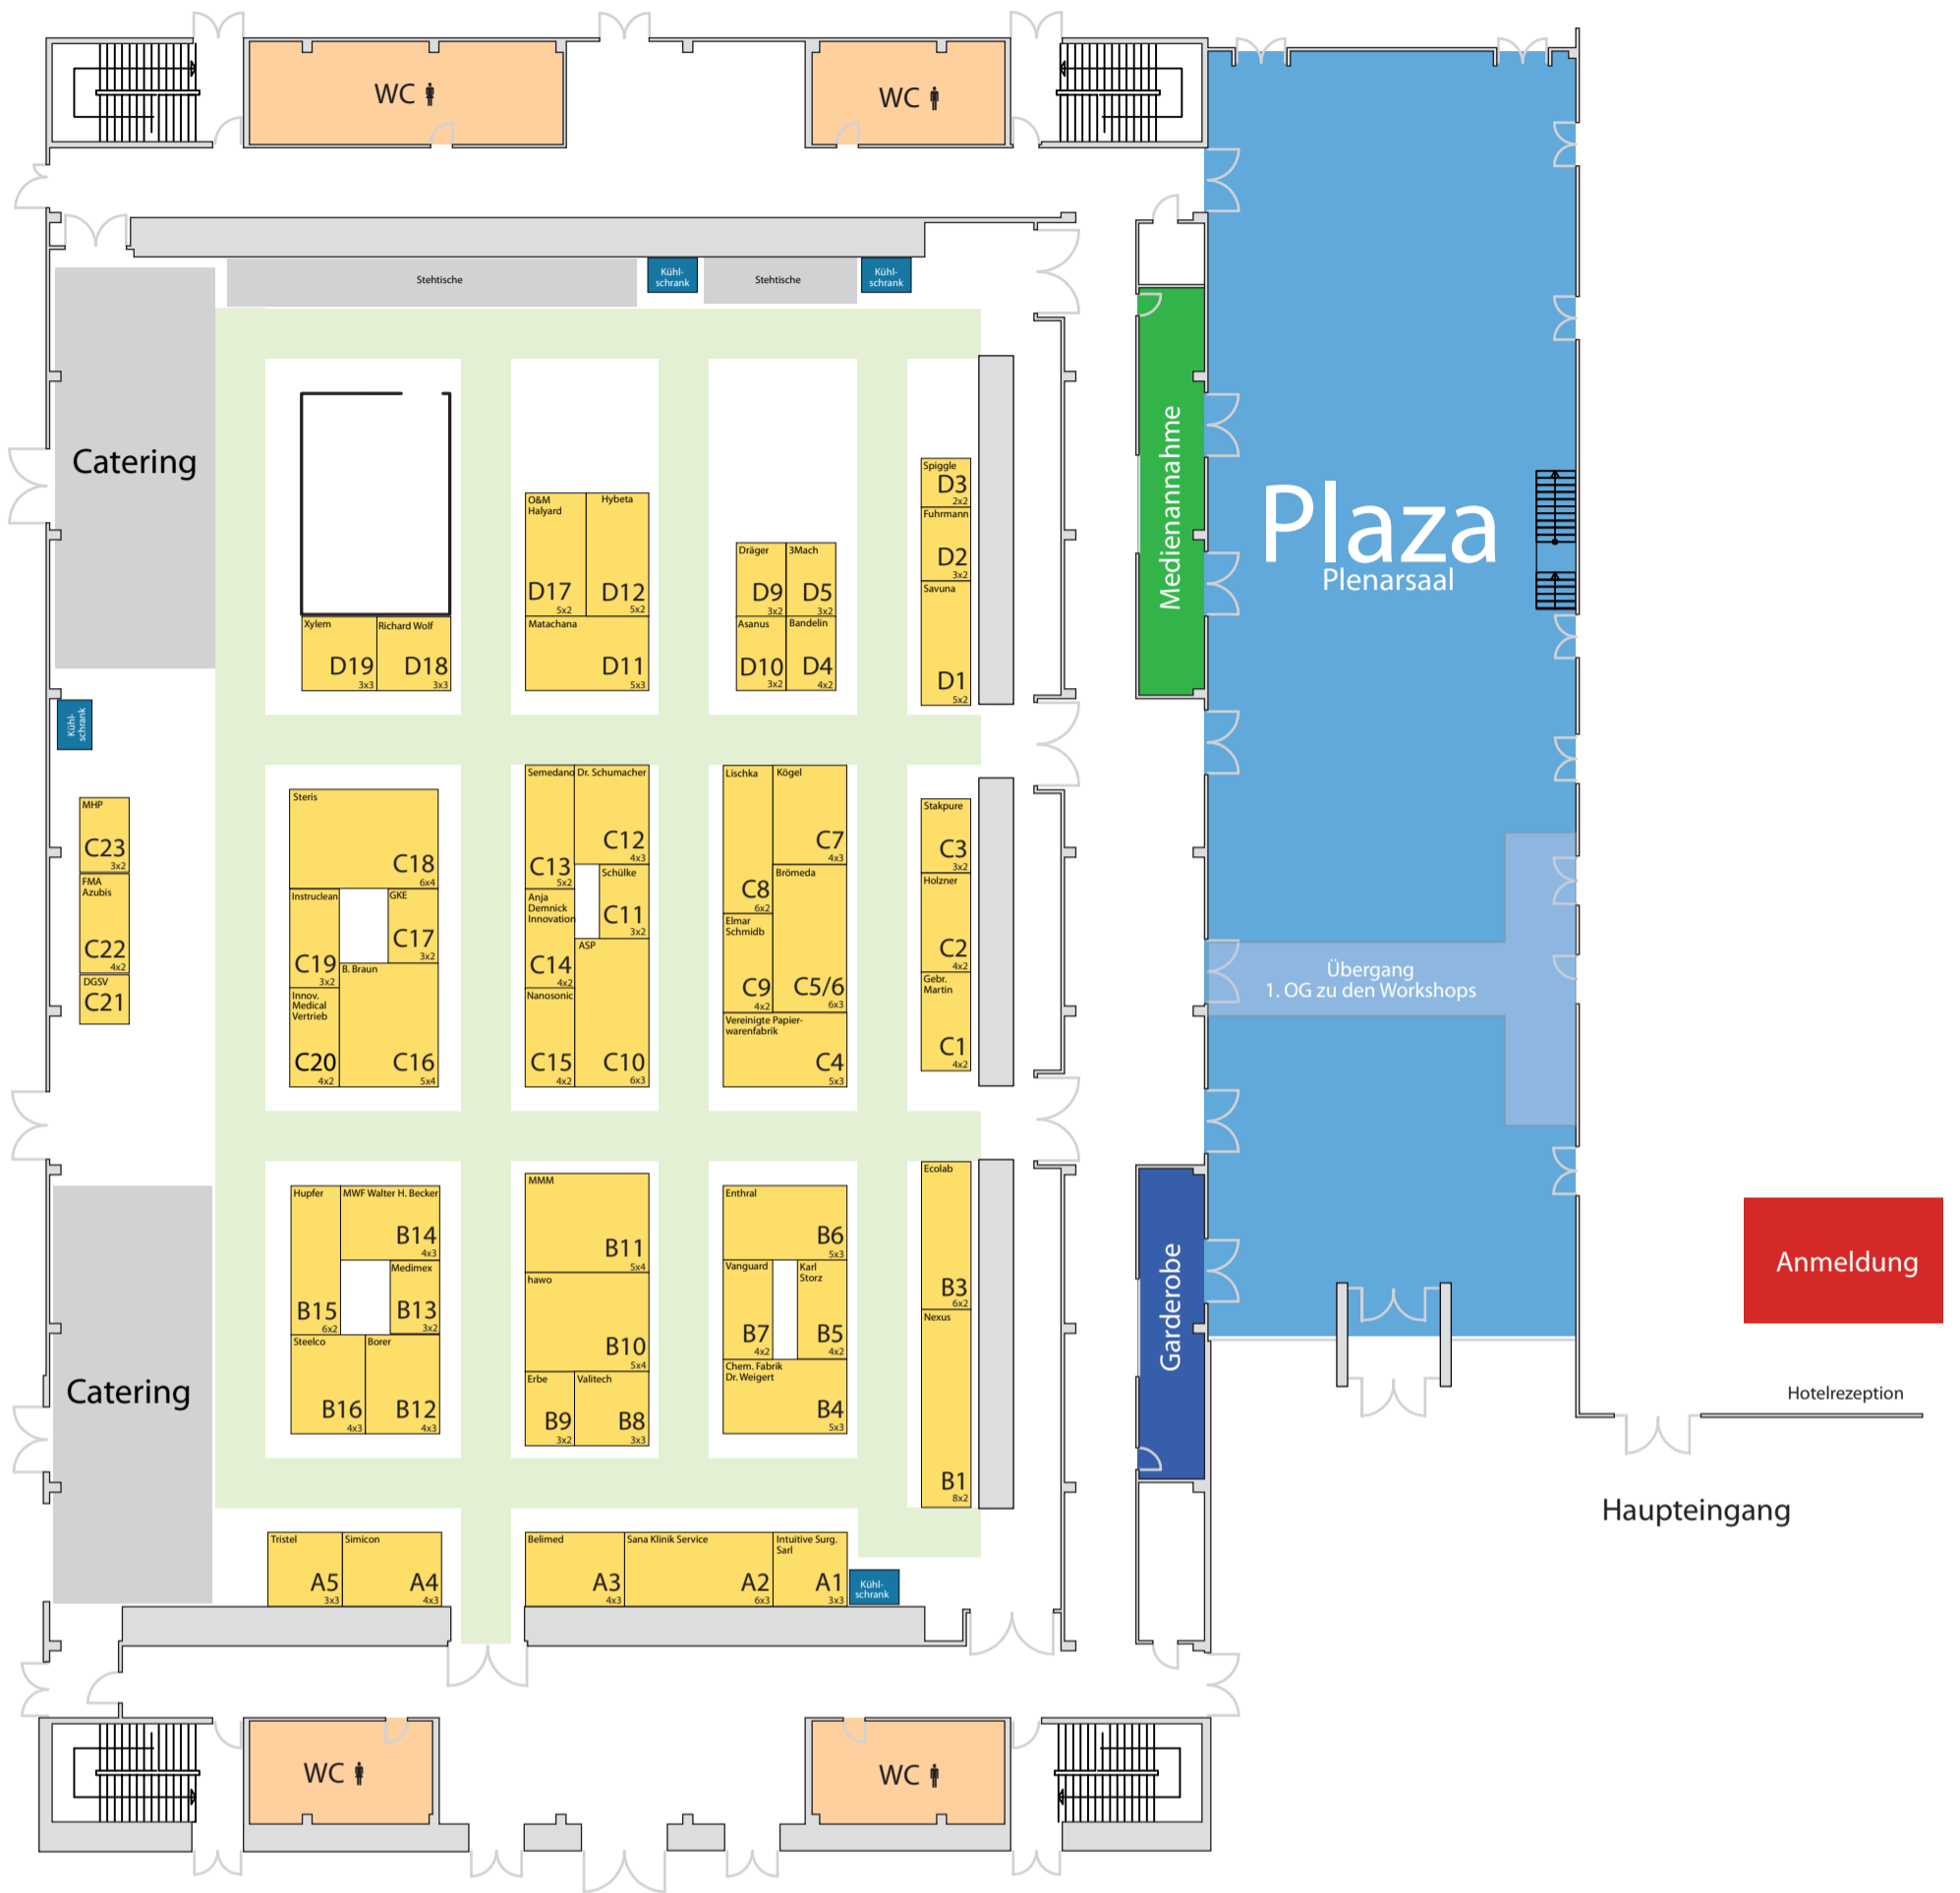 WC
WC
Stehtische
Kühl-
schrank
Stehtische
Kühl-
schrank
Catering
Medienannahme
Plaza
Plenarsaal
Spiggle
D3
2x2
Fuhrmann
D2
3x2
Savuna
D1
5x2
O&M
Halyard
D17
5x2
Hybeta
D12
5x2
Matachana
D11
5x3
Dräger
D9
3x2
3Mach
D5
3x2
Asanus
D10
3x2
Bandelin
D4
4x2
Xylem
D19
3x3
Richard Wolf
D18
3x3
Kühl-
schrank
MHP
C23
3x2
FMA
Azubis
C22
4x2
DGSV
C21
Steris
C18
6x4
Instruclean
C19
3x2
GKE
C17
3x2
Innov.
Medical
Vertrieb
C20
4x2
B. Braun
C16
5x4
Semedano
C13
5x2
Dr. Schumacher
C12
4x3
Schülke
C11
3x2
Anja
Demnick
Innovation
C14
4x2
Nanosonic
C15
4x2
ASP
C10
6x3
Lischka
C8
6x2
Kögel
C7
4x3
Elmar
Schmidb
C9
4x2
Brömeda
C5/6
6x3
Vereinigte Papier-
warenfabrik
C4
5x3
Stakpure
C3
3x2
Holzner
C2
4x2
Gebr.
Martin
C1
4x2
Übergang
1. OG zu den Workshops
Catering
Hupfer
B15
6x2
MWF Walter H. Becker
B14
4x3
Medimex
B13
3x2
Steelco
B16
4x3
Borer
B12
4x3
MMM
B11
5x4
hawo
B10
5x4
Erbe
B9
3x2
Valitech
B8
3x3
Enthral
B6
5x3
Vanguard
B7
4x2
Karl
Storz
B5
4x2
Chem. Fabrik
Dr. Weigert
B4
5x3
Ecolab
B3
6x2
Nexus
B1
8x2
Garderobe
Anmeldung
Hotelrezeption
Haupteingang
Tristel
A5
3x3
Simicon
A4
4x3
Belimed
A3
4x3
Sana Klinik Service
A2
6x3
Intuitive Surg.
Sarl
A1
3x3
Kühl-
schrank
WC
WC